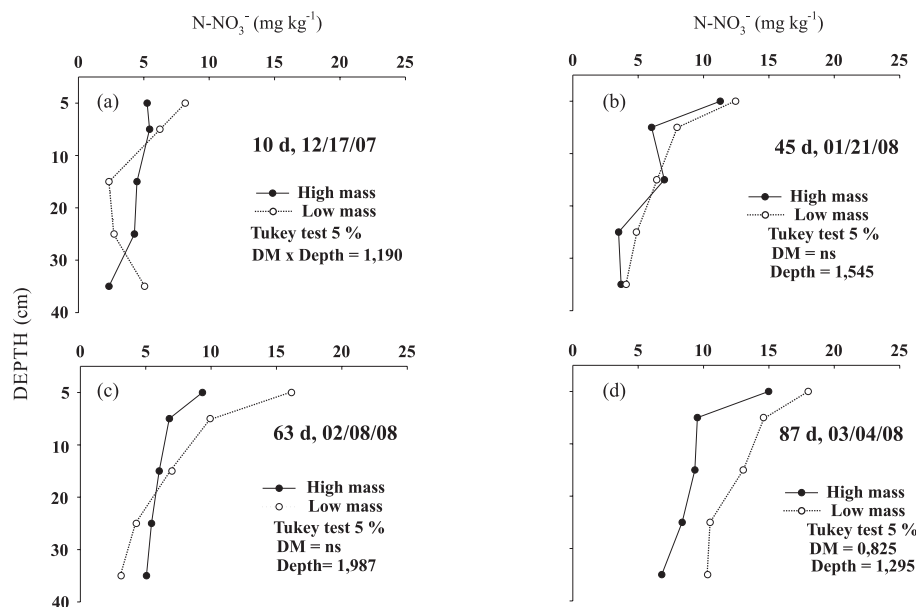 N-NO₃⁻ (mg kg⁻¹)
N-NO₃⁻ (mg kg⁻¹)
0 5 10 15 20 25
0 5 10 15 20 25
5
10
20
30
40
(a)
10 d, 12/17/07
High mass
Low mass
Tukey test 5 %
DM x Depth = 1,190
(b)
45 d, 01/21/08
High mass
Low mass
Tukey test 5 %
DM = ns
Depth = 1,545
DEPTH (cm)
0 5 10 15 20 25
0 5 10 15 20 25
5
10
20
30
40
(c)
63 d, 02/08/08
High mass
Low mass
Tukey test 5 %
DM = ns
Depth= 1,987
(d)
87 d, 03/04/08
High mass
Low mass
Tukey test 5 %
DM = 0,825
Depth = 1,295